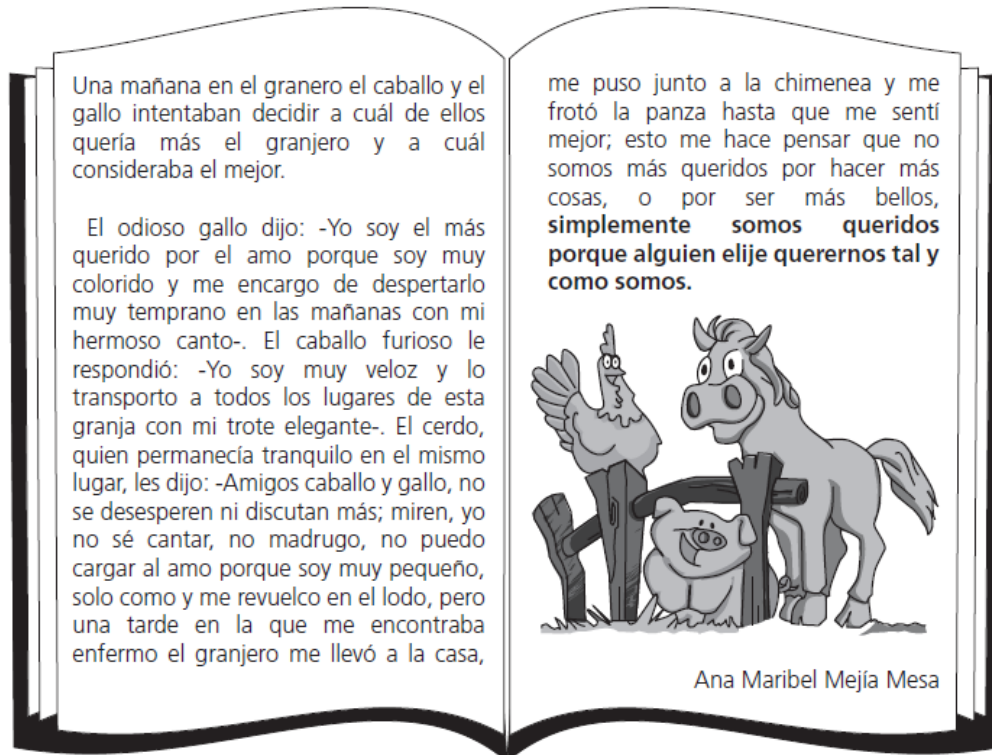 Una mañana en el granero el caballo y el
gallo intentaban decidir a cuál de ellos
quería más el granjero y a cuál
consideraba el mejor.
El odioso gallo dijo: -Yo soy el más
querido por el amo porque soy muy
colorido y me encargo de despertarlo
muy temprano en las mañanas con mi
hermoso canto-. El caballo furioso le
respondió: -Yo soy muy veloz y lo
transporto a todos los lugares de esta
granja con mi trote elegante-. El cerdo,
quien permanecía tranquilo en el mismo
lugar, les dijo: -Amigos caballo y gallo, no
se desesperen ni discutan más; miren, yo
no sé cantar, no madrugo, no puedo
cargar al amo porque soy muy pequeño,
solo como y me revuelco en el lodo, pero
una tarde en la que me encontraba
enfermo el granjero me llevó a la casa,
me puso junto a la chimenea y me
frotó la panza hasta que me sentí
mejor; esto me hace pensar que no
somos más queridos por hacer más
cosas, o por ser más bellos,
simplemente somos queridos
porque alguien elije querernos tal y
como somos.
Ana Maribel Mejía Mesa